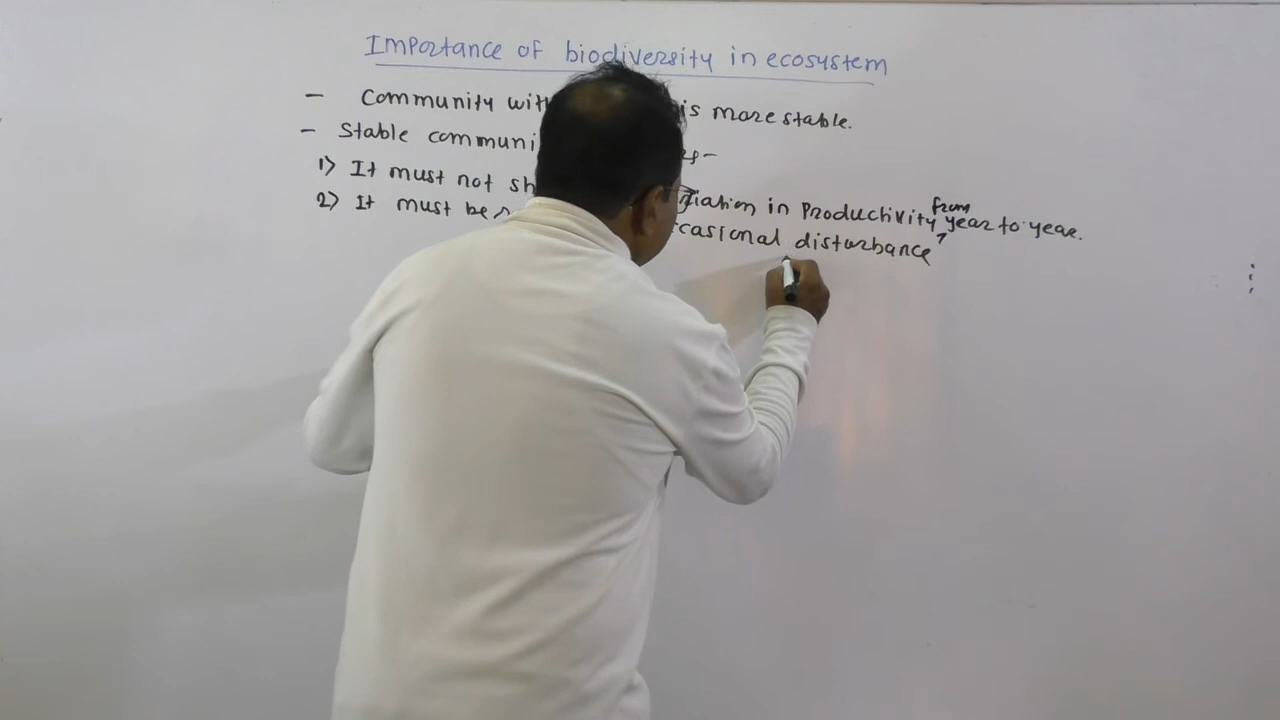 Importance of biodiversity in ecosystem
- Community with is more stable.
- Stable communi
1) It must not sh iation in Productivity from year to year.
2) It must be casional disturbance